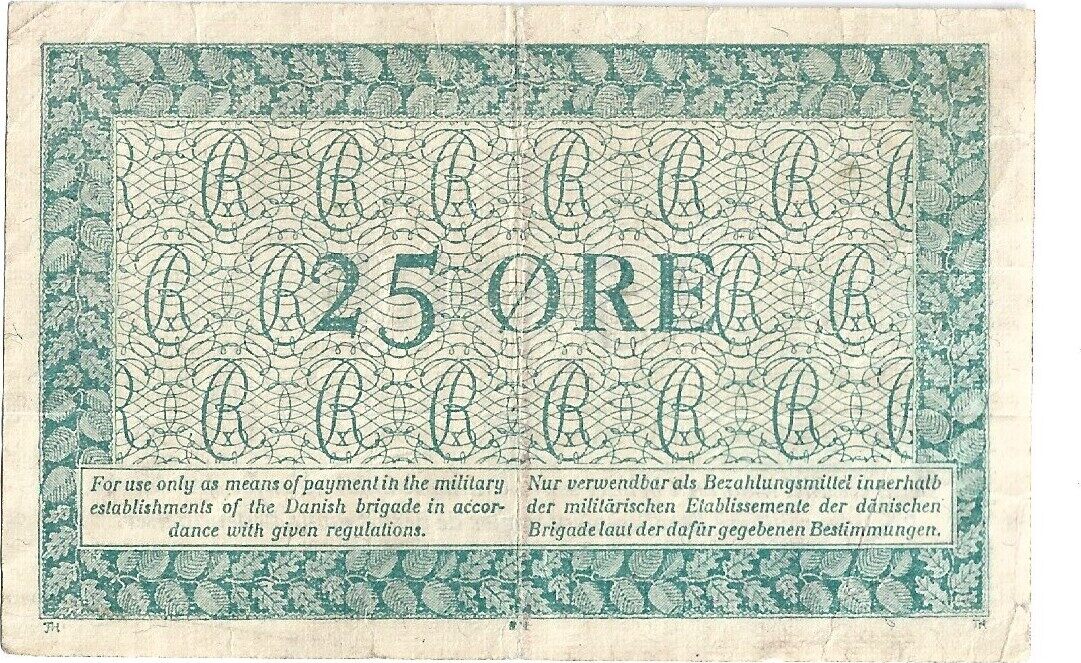 25 ØRE
For use only as means of payment in the military
establishments of the Danish brigade in accor-
dance with given regulations.
Nur verwendbar als Bezahlungsmittel innerhalb
der militärischen Etablissemente der dänischen
Brigade laut der dafür gegebenen Bestimmungen.